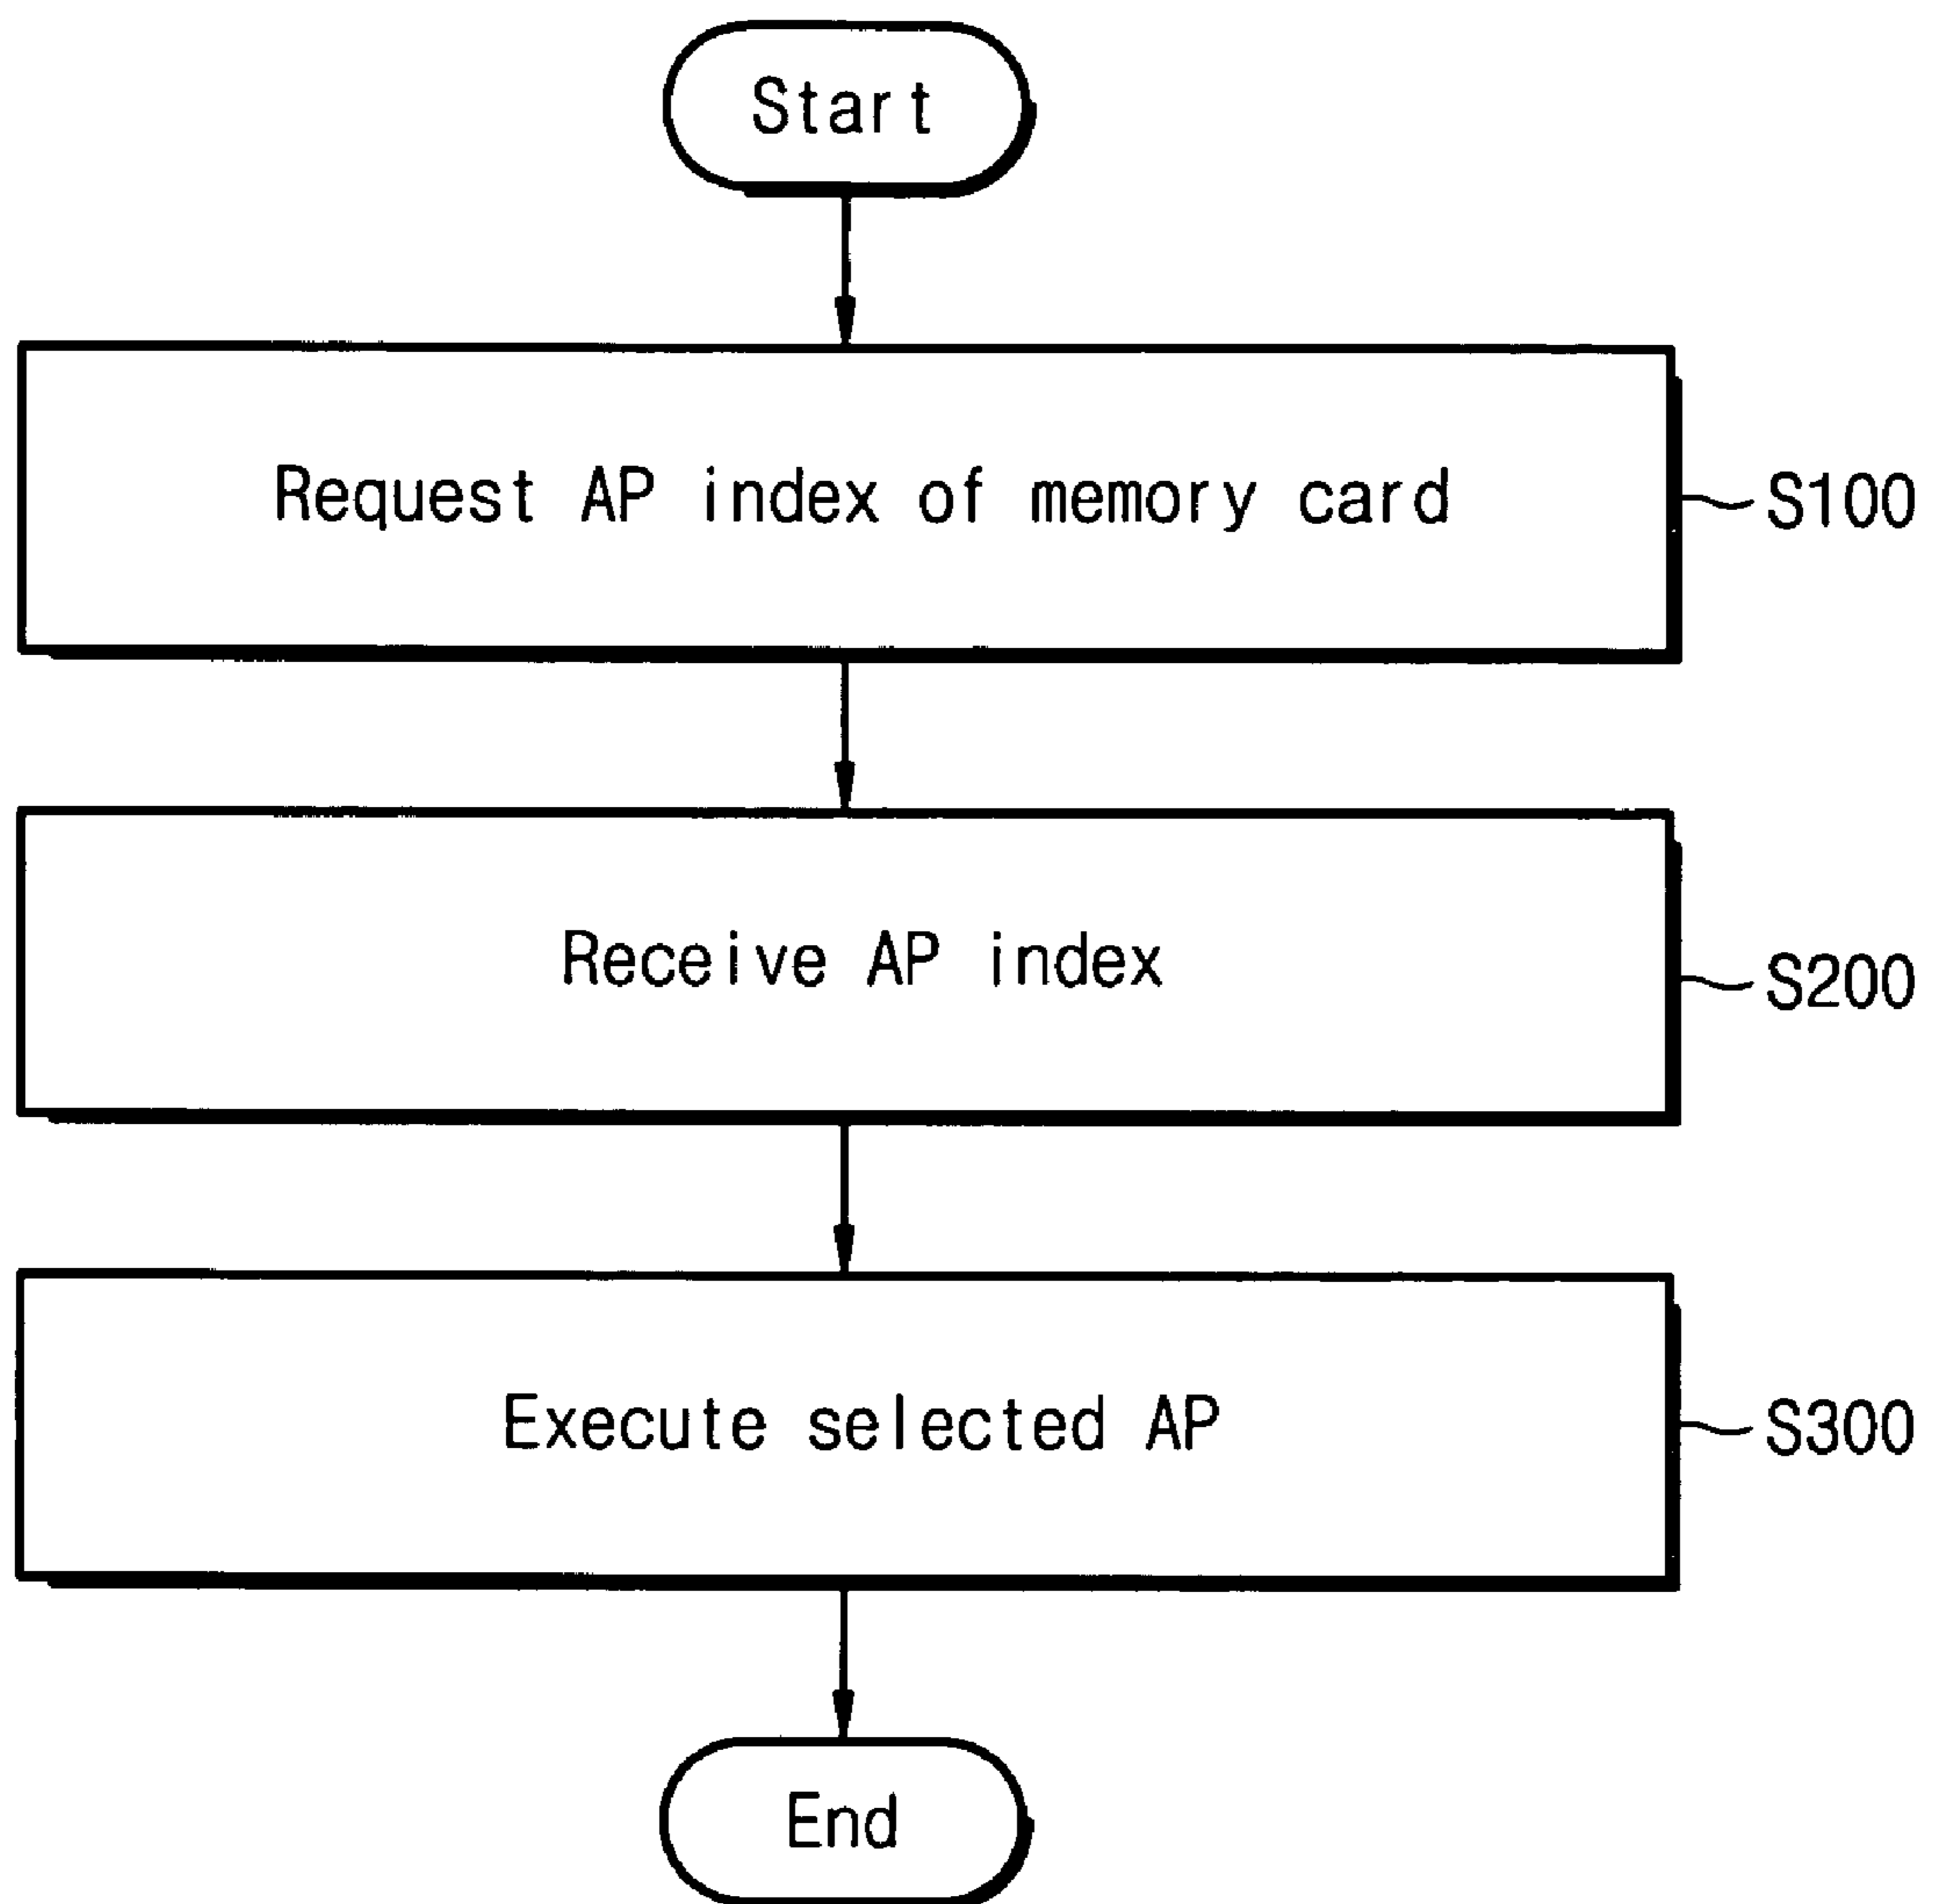 Start
Request AP index of memory card
S100
Receive AP index
S200
Execute selected AP
S300
End